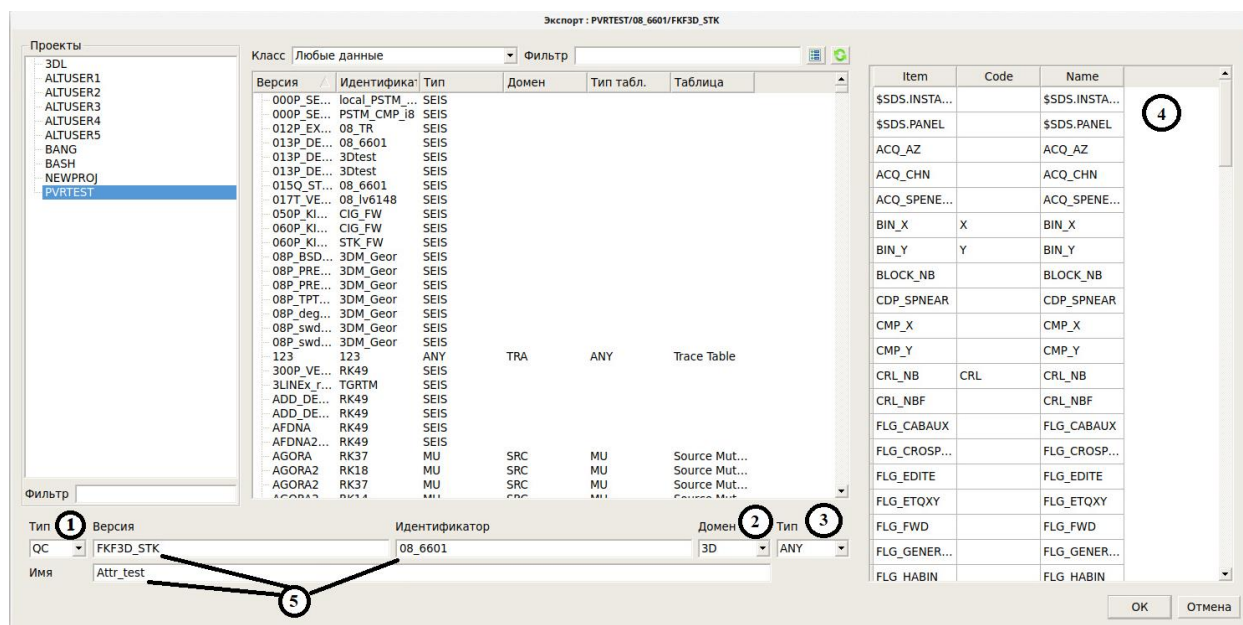 Экспорт : PVRTEST/08_6601/FKF3D_STK
Проекты
3DL
ALTUSER1
ALTUSER2
ALTUSER3
ALTUSER4
ALTUSER5
BANG
BASH
NEWPROJ
PVRTEST
Фильтр
Класс Любые данные Фильтр
Версия Идентификат Тип Домен Тип табл. Таблица
000P_SE... local_PSTM_... SEIS
000P_SE... PSTM_CMP_i8 SEIS
012P_EX... 08_TR SEIS
013P_DE... 08_6601 SEIS
013P_DE... 3Dtest SEIS
013P_DE... 3Dtest SEIS
015Q_ST... 08_6601 SEIS
017T_VE... 08_lv6148 SEIS
050P_KI... CIG_FW SEIS
060P_KI... CIG_FW SEIS
060P_KI... STK_FW SEIS
08P_BSD... 3DM_Geor SEIS
08P_PRE... 3DM_Geor SEIS
08P_PRE... 3DM_Geor SEIS
08P_TPT... 3DM_Geor SEIS
08P_deg... 3DM_Geor SEIS
08P_swd... 3DM_Geor SEIS
08P_swd... 3DM_Geor SEIS
123 123 ANY TRA ANY Trace Table
300P_VE... RK49 SEIS
3LINEx_r... TGRTM SEIS
ADD_DE... RK49 SEIS
ADD_DE... RK49 SEIS
AFDNA RK49 SEIS
AFDNA2... RK49 SEIS
AGORA RK37 MU SRC MU Source Mut...
AGORA2 RK18 MU SRC MU Source Mut...
AGORA2 RK37 MU SRC MU Source Mut...
Item Code Name
$SDS.INSTA... $SDS.INSTA...
$SDS.PANEL $SDS.PANEL
ACQ_AZ ACQ_AZ
ACQ_CHN ACQ_CHN
ACQ_SPENE... ACQ_SPENE...
BIN_X X BIN_X
BIN_Y Y BIN_Y
BLOCK_NB BLOCK_NB
CDP_SPNEAR CDP_SPNEAR
CMP_X CMP_X
CMP_Y CMP_Y
CRL_NB CRL CRL_NB
CRL_NBF CRL_NBF
FLG_CABAUX FLG_CABAUX
FLG_CROSP... FLG_CROSP...
FLG_EDITE FLG_EDITE
FLG_ETQXY FLG_ETQXY
FLG_FWD FLG_FWD
FLG_GENER... FLG_GENER...
FLG_HABIN FLG_HABIN
4
Тип 1 Версия Идентификатор Домен 2 Тип 3
QC FKF3D_STK 08_6601 3D ANY
Имя Attr_test
5
OK Отмена